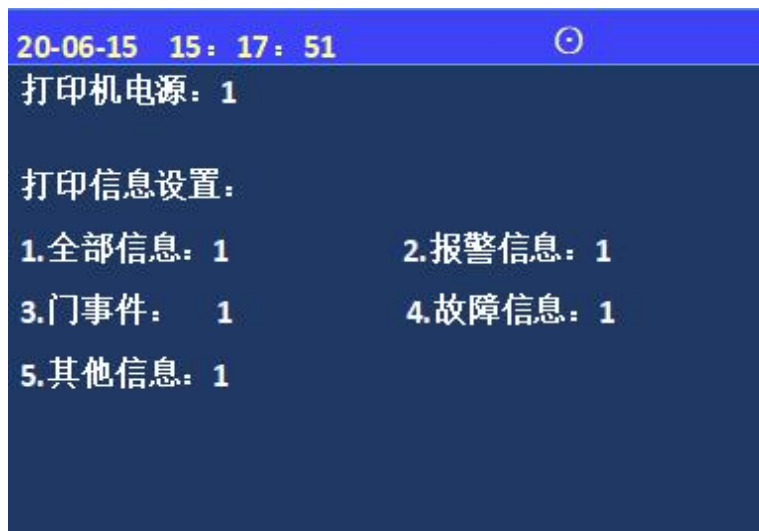 20-06-15 15：17：51 ⊙
打印机电源：1
打印信息设置：
1.全部信息：1 2.报警信息：1
3.门事件： 1 4.故障信息：1
5.其他信息：1